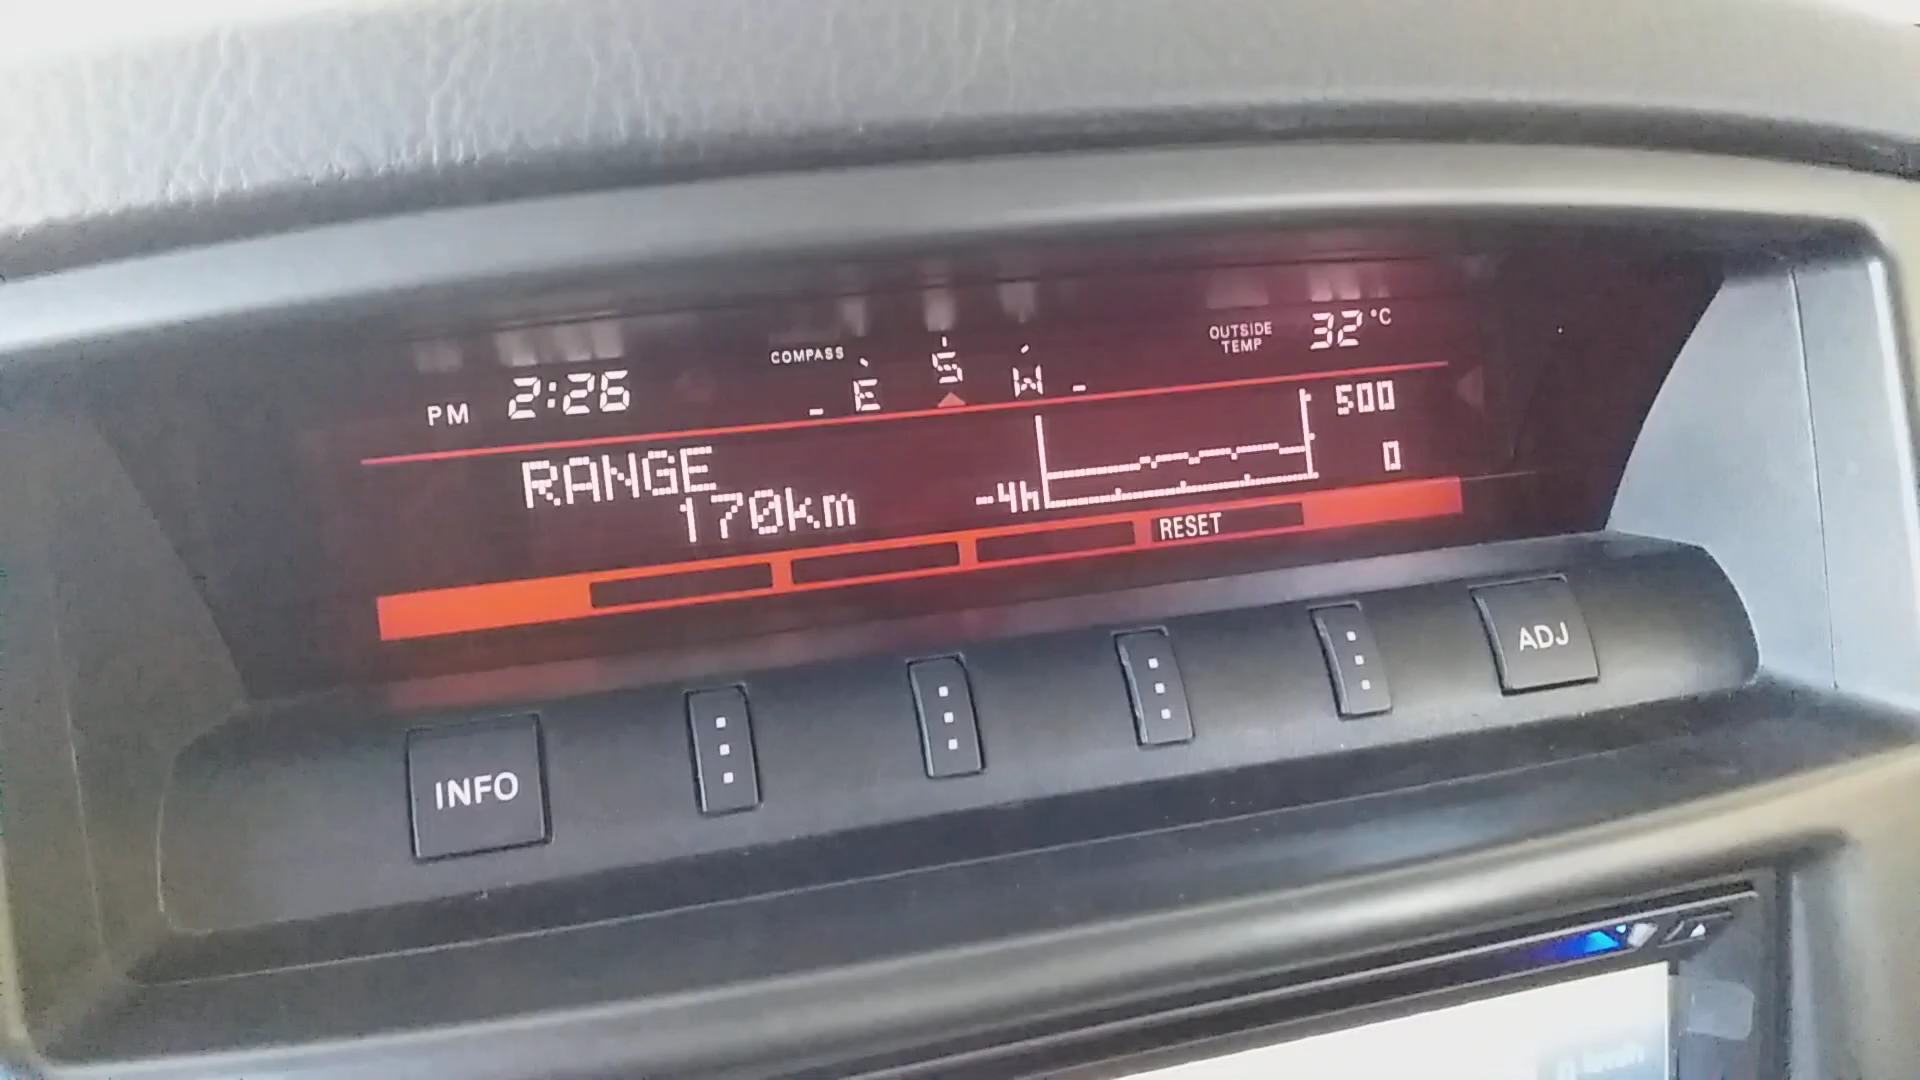 PM 2:26
COMPASS
E S W
OUTSIDE TEMP 32°C
RANGE
170km
-4h
500
0
RESET
INFO
ADJ